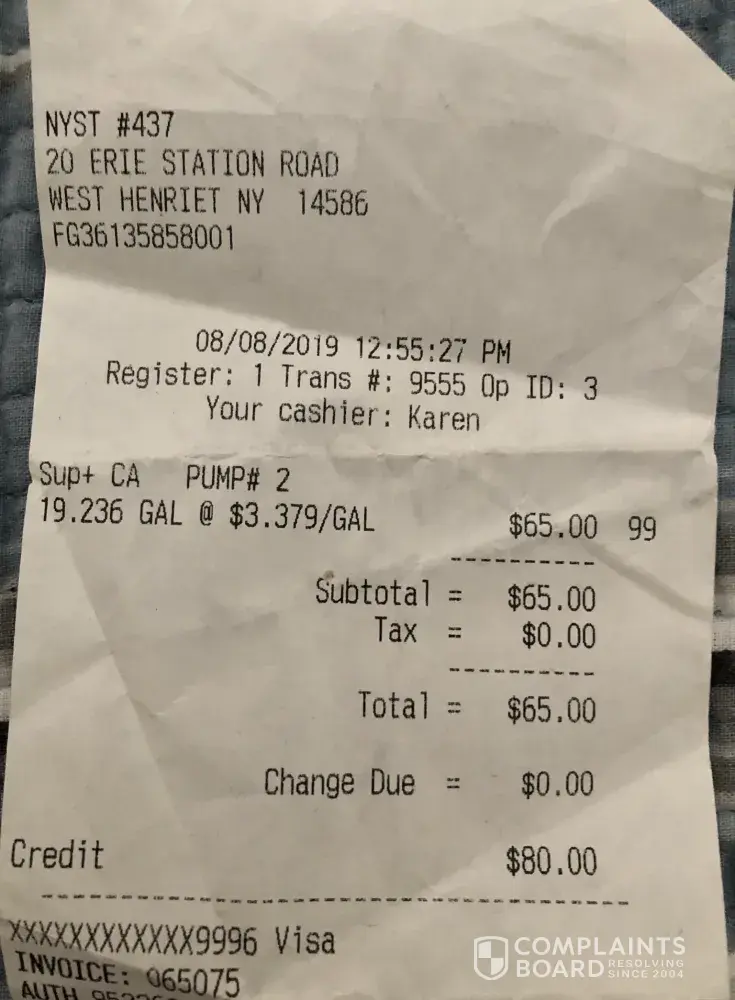 NYST #437
20 ERIE STATION ROAD
WEST HENRIET NY 14586
FG36135858001
08/08/2019 12:55:27 PM
Register: 1 Trans #: 9555 Op ID: 3
Your cashier: Karen
Sup+ CA PUMP# 2
19.236 GAL @ $3.379/GAL $65.00 99
----------
Subtotal = $65.00
Tax = $0.00
----------
Total = $65.00
Change Due = $0.00
Credit $80.00
XXXXXXXXXXXX9996 Visa
INVOICE: 065075
AUTH
COMPLAINTS
BOARD RESOLVING
SINCE 2004